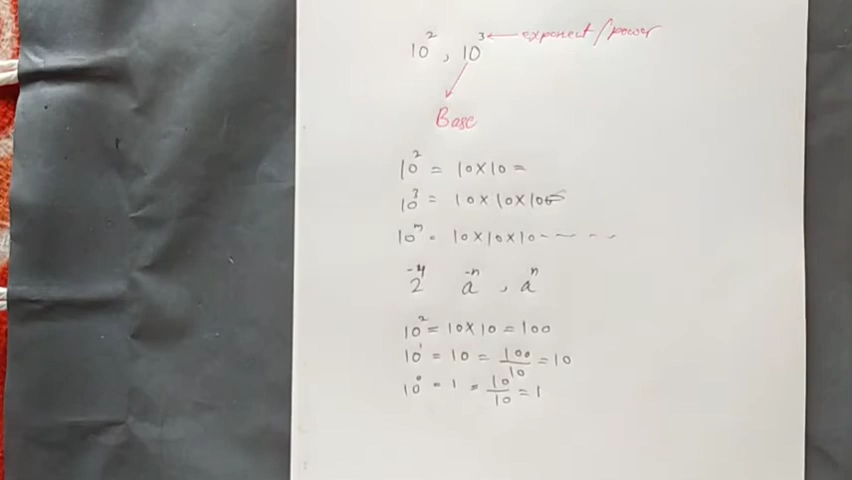 10², 10³ ← exponent/power
Base
10² = 10×10 =
10³ = 10×10×10
10ⁿ = 10×10×10 - - - -
2⁻⁴ a⁻ⁿ , aⁿ
10² = 10×10 = 100
10¹ = 10 = 100/10 = 10
10⁰ = 1 = 10/10 = 1